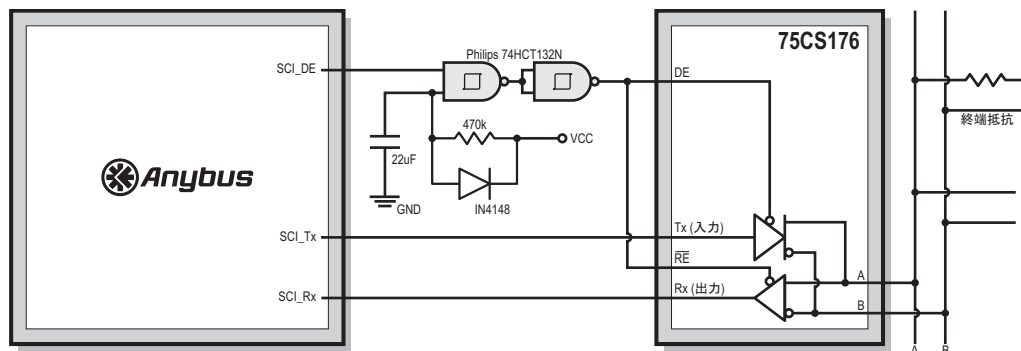 75CS176
Philips 74HCT132N
SCI_DE
DE
470k
終端抵抗
VCC
22uF
Anybus
GND
IN4148
SCI_Tx
Tx (入力)
RE
A
SCI_Rx
Rx (出力)
B
A B